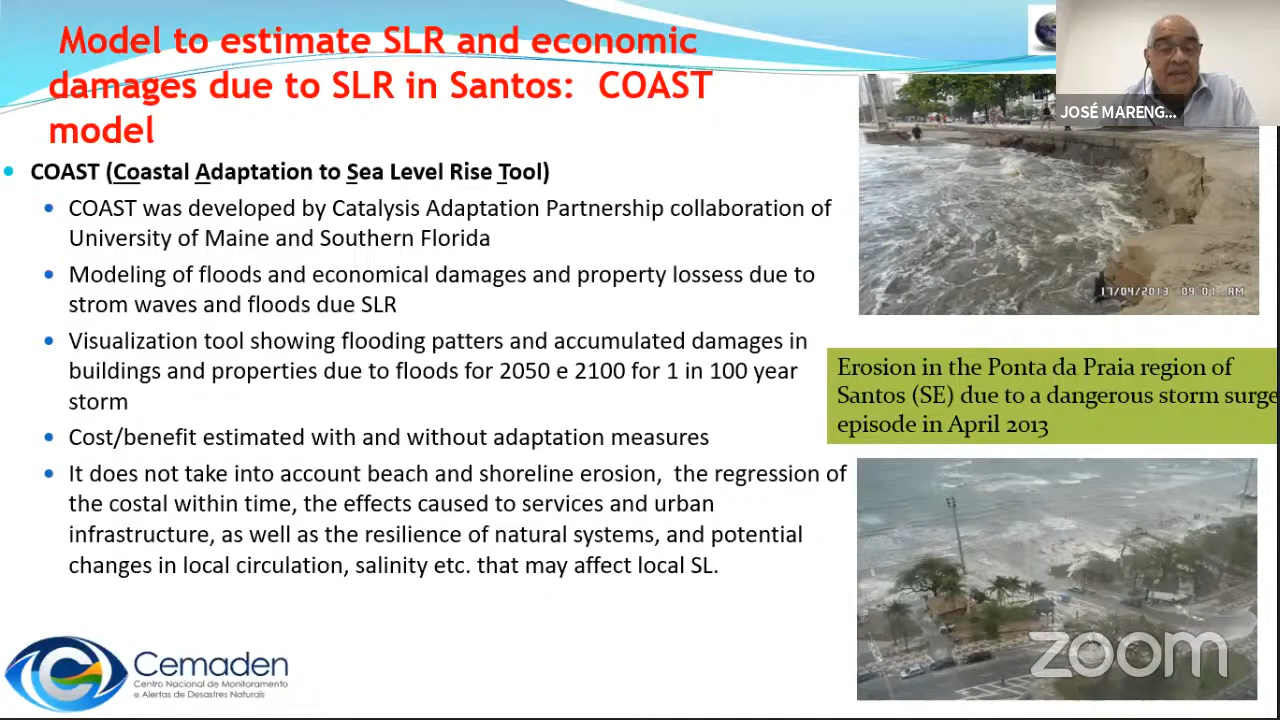 Model to estimate SLR and economic
damages due to SLR in Santos: COAST
model
COAST (Coastal Adaptation to Sea Level Rise Tool)
COAST was developed by Catalysis Adaptation Partnership collaboration of
University of Maine and Southern Florida
Modeling of floods and economical damages and property lossess due to
strom waves and floods due SLR
Visualization tool showing flooding patters and accumulated damages in
buildings and properties due to floods for 2050 e 2100 for 1 in 100 year
storm
Cost/benefit estimated with and without adaptation measures
It does not take into account beach and shoreline erosion, the regression of
the costal within time, the effects caused to services and urban
infrastructure, as well as the resilience of natural systems, and potential
changes in local circulation, salinity etc. that may affect local SL.
JOSÉ MARENG...
17/04/2013 09:01 AM
Erosion in the Ponta da Praia region of
Santos (SE) due to a dangerous storm surge
episode in April 2013
zoom
Cemaden
Centro Nacional de Monitoramento
e Alertas de Desastres Naturais